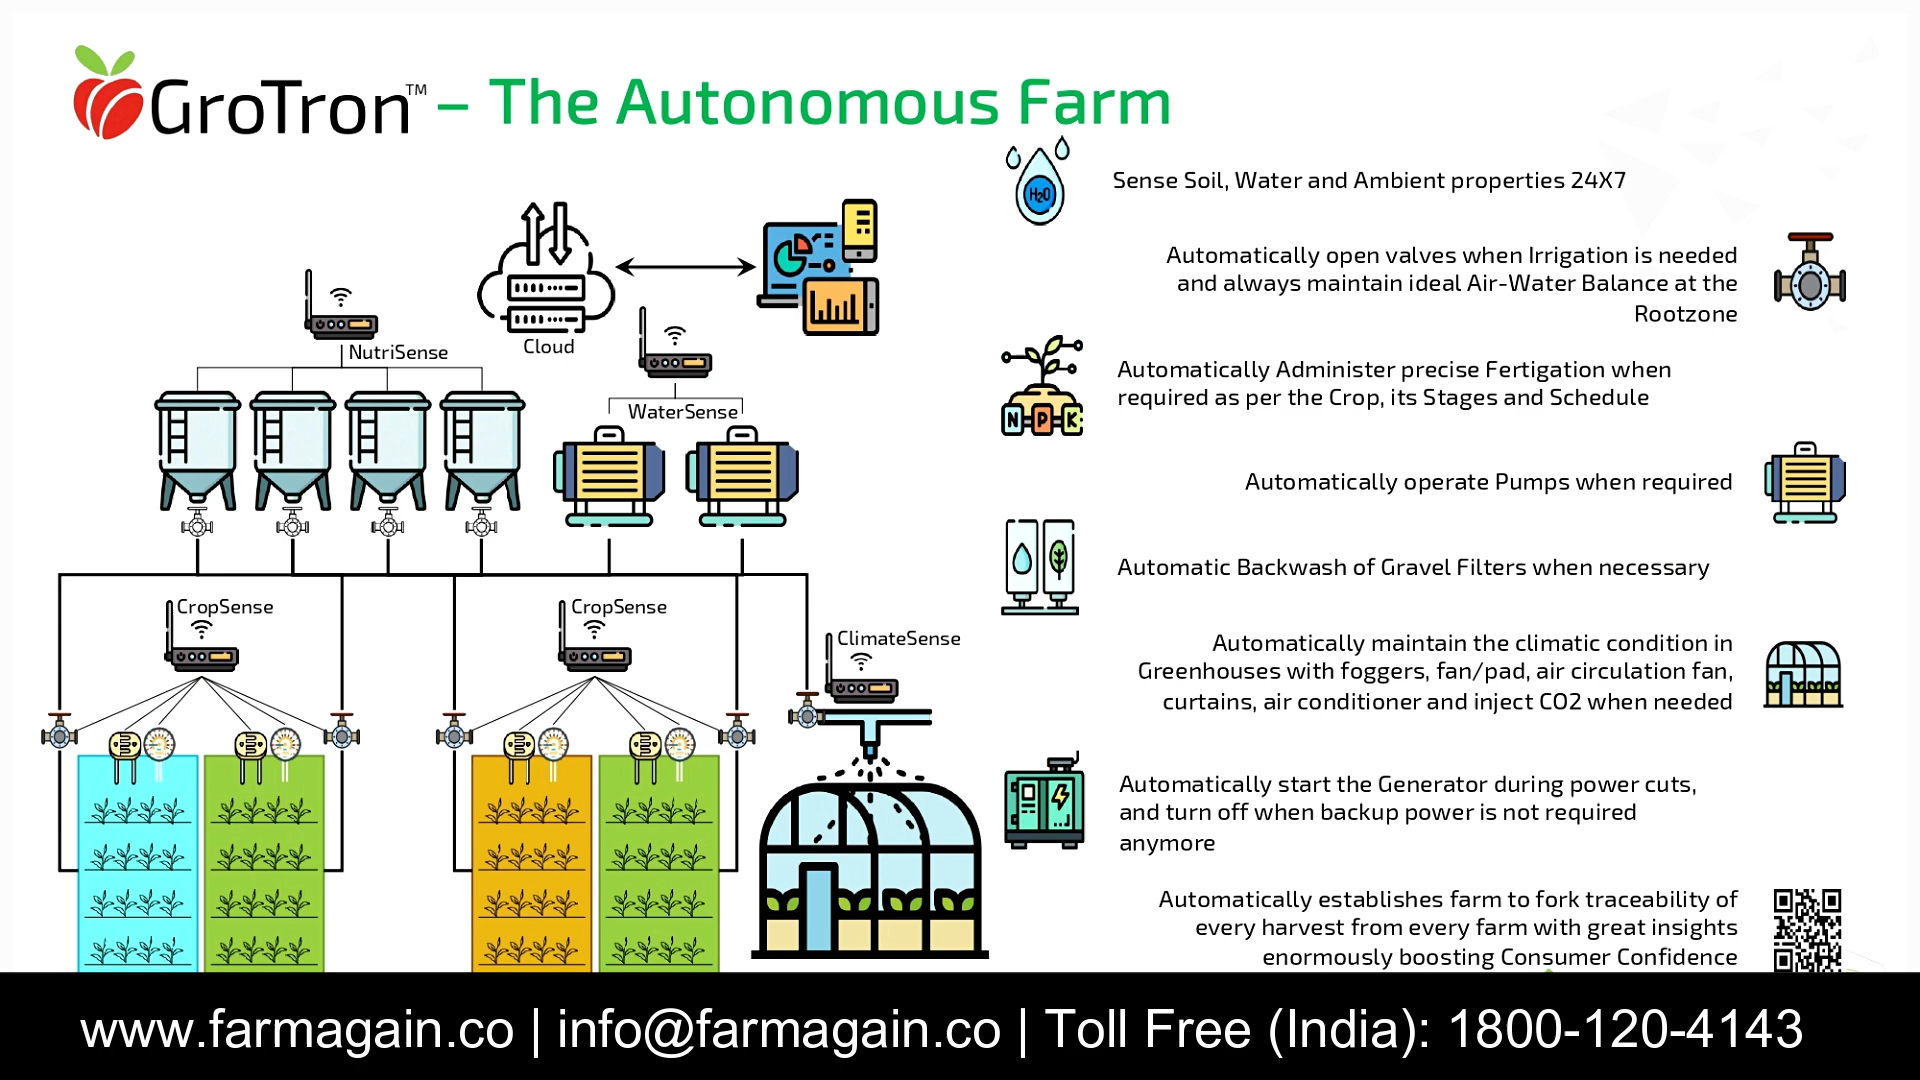 GroTron™ – The Autonomous Farm
Sense Soil, Water and Ambient properties 24X7
H₂O
Automatically open valves when Irrigation is needed
and always maintain ideal Air-Water Balance at the
Rootzone
NutriSense
Cloud
WaterSense
Automatically Administer precise Fertigation when
required as per the Crop, its Stages and Schedule
N P K
Automatically operate Pumps when required
Automatic Backwash of Gravel Filters when necessary
CropSense
CropSense
ClimateSense
Automatically maintain the climatic condition in
Greenhouses with foggers, fan/pad, air circulation fan,
curtains, air conditioner and inject CO2 when needed
Automatically start the Generator during power cuts,
and turn off when backup power is not required
anymore
Automatically establishes farm to fork traceability of
every harvest from every farm with great insights
enormously boosting Consumer Confidence
www.farmagain.co | info@farmagain.co | Toll Free (India): 1800-120-4143